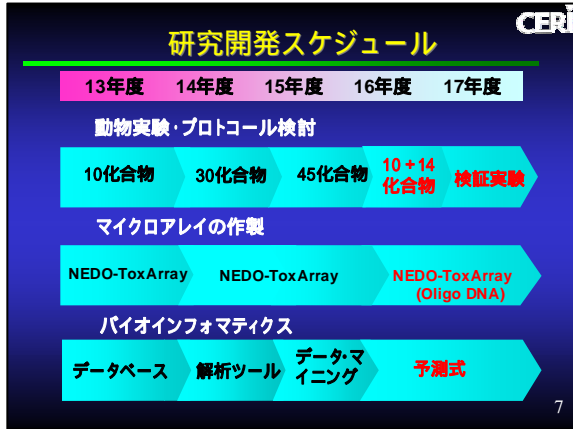 CERI
研究開発スケジュール
13年度 14年度 15年度 16年度 17年度
動物実験・プロトコール検討
10化合物 30化合物 45化合物 10+14
化合物 検証実験
マイクロアレイの作製
NEDO-ToxArray NEDO-ToxArray NEDO-ToxArray
(Oligo DNA)
バイオインフォマティクス
データベース 解析ツール データ・マ
イニング 予測式
7